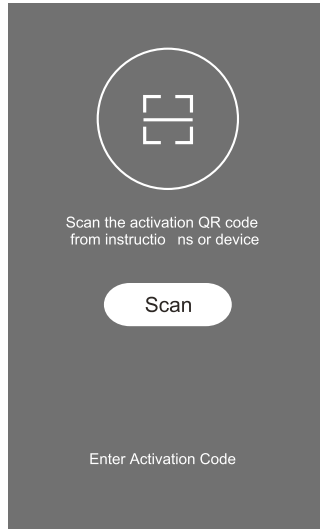 Scan the activation QR code
from instructio ns or device
Scan
Enter Activation Code